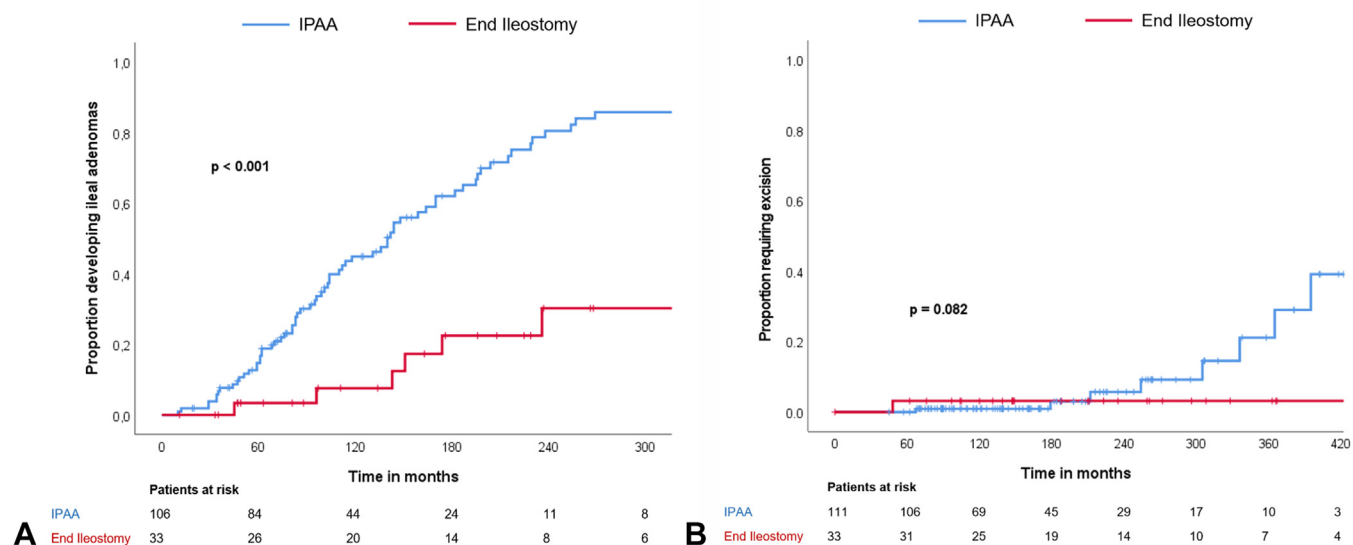 IPAA End Ileostomy
1,0
0,8
0,6
0,4
0,2
0,0
Proportion developing ileal adenomas
p < 0.001
0 60 120 180 240 300
Time in months
Patients at risk
IPAA 106 84 44 24 11 8
End Ileostomy 33 26 20 14 8 6
A
IPAA End Ileostomy
1.0
0.8
0.6
0.4
0.2
0.0
Proportion requiring excision
p = 0.082
0 60 120 180 240 300 360 420
Time in months
Patients at risk
IPAA 111 106 69 45 29 17 10 3
End Ileostomy 33 31 25 19 14 10 7 4
B